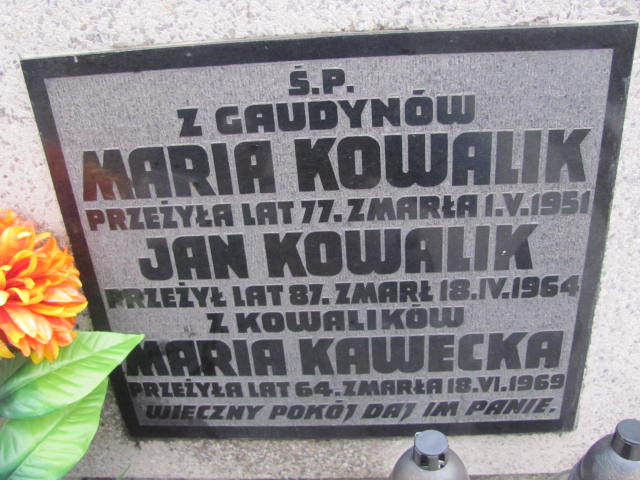 Ś.P.
Z GAUDYNÓW
MARIA KOWALIK
PRZEŻYŁA LAT 77. ZMARŁA 1.V.1951
JAN KOWALIK
PRZEŻYŁ LAT 87. ZMARŁ 18.IV.1964
Z KOWALIKÓW
MARIA KAWECKA
PRZEŻYŁA LAT 64. ZMARŁA 18.VI.1969
WIECZNY POKÓJ DAJ IM PANIE.